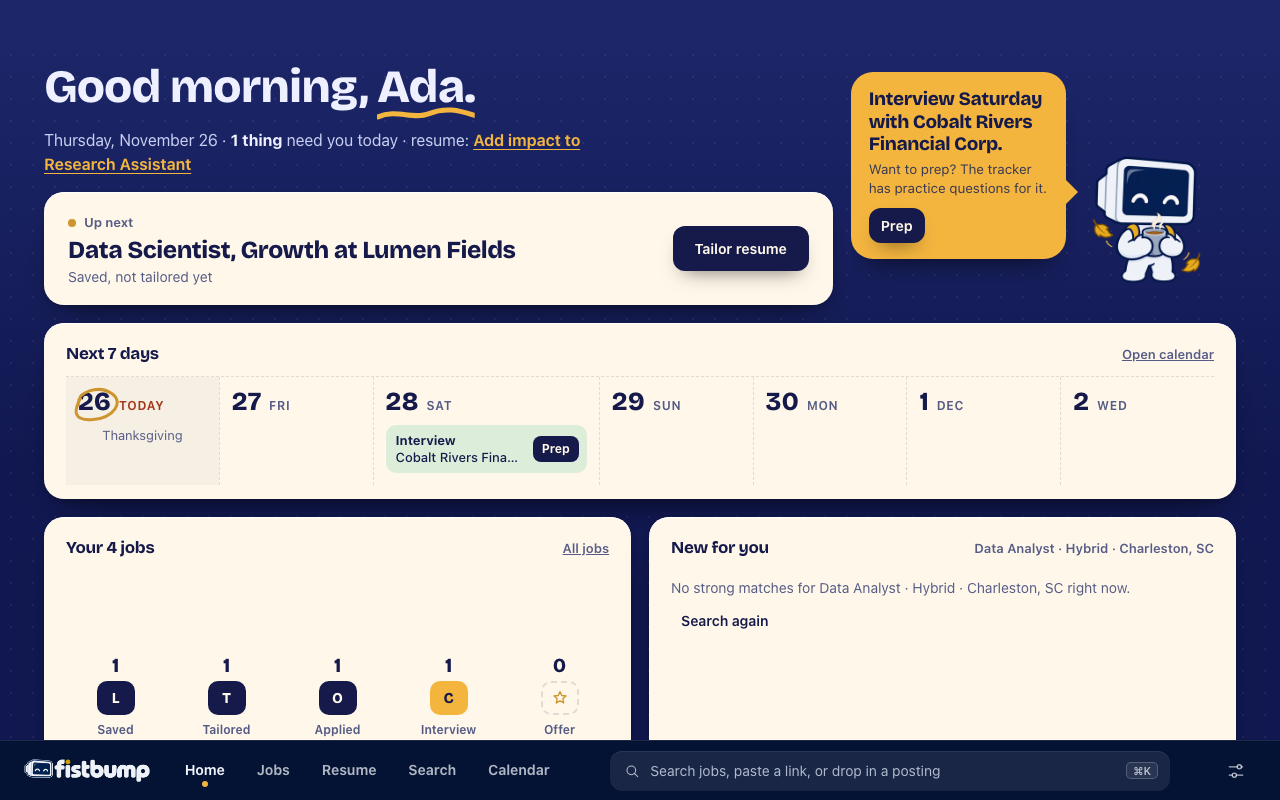 Good morning, Ada.
Thursday, November 26 · 1 thing need you today · resume: Add impact to
Research Assistant
Interview Saturday
with Cobalt Rivers
Financial Corp.
Want to prep? The tracker
has practice questions for it.
Prep
Up next
Data Scientist, Growth at Lumen Fields
Saved, not tailored yet
Tailor resume
Next 7 days
Open calendar
26 TODAY
Thanksgiving
27 FRI
28 SAT
Interview
Cobalt Rivers Fina...
Prep
29 SUN
30 MON
1 DEC
2 WED
Your 4 jobs
All jobs
1
L
Saved
1
T
Tailored
1
O
Applied
1
C
Interview
0
Offer
New for you
Data Analyst · Hybrid · Charleston, SC
No strong matches for Data Analyst · Hybrid · Charleston, SC right now.
Search again
fistbump
Home
Jobs
Resume
Search
Calendar
Search jobs, paste a link, or drop in a posting
⌘K